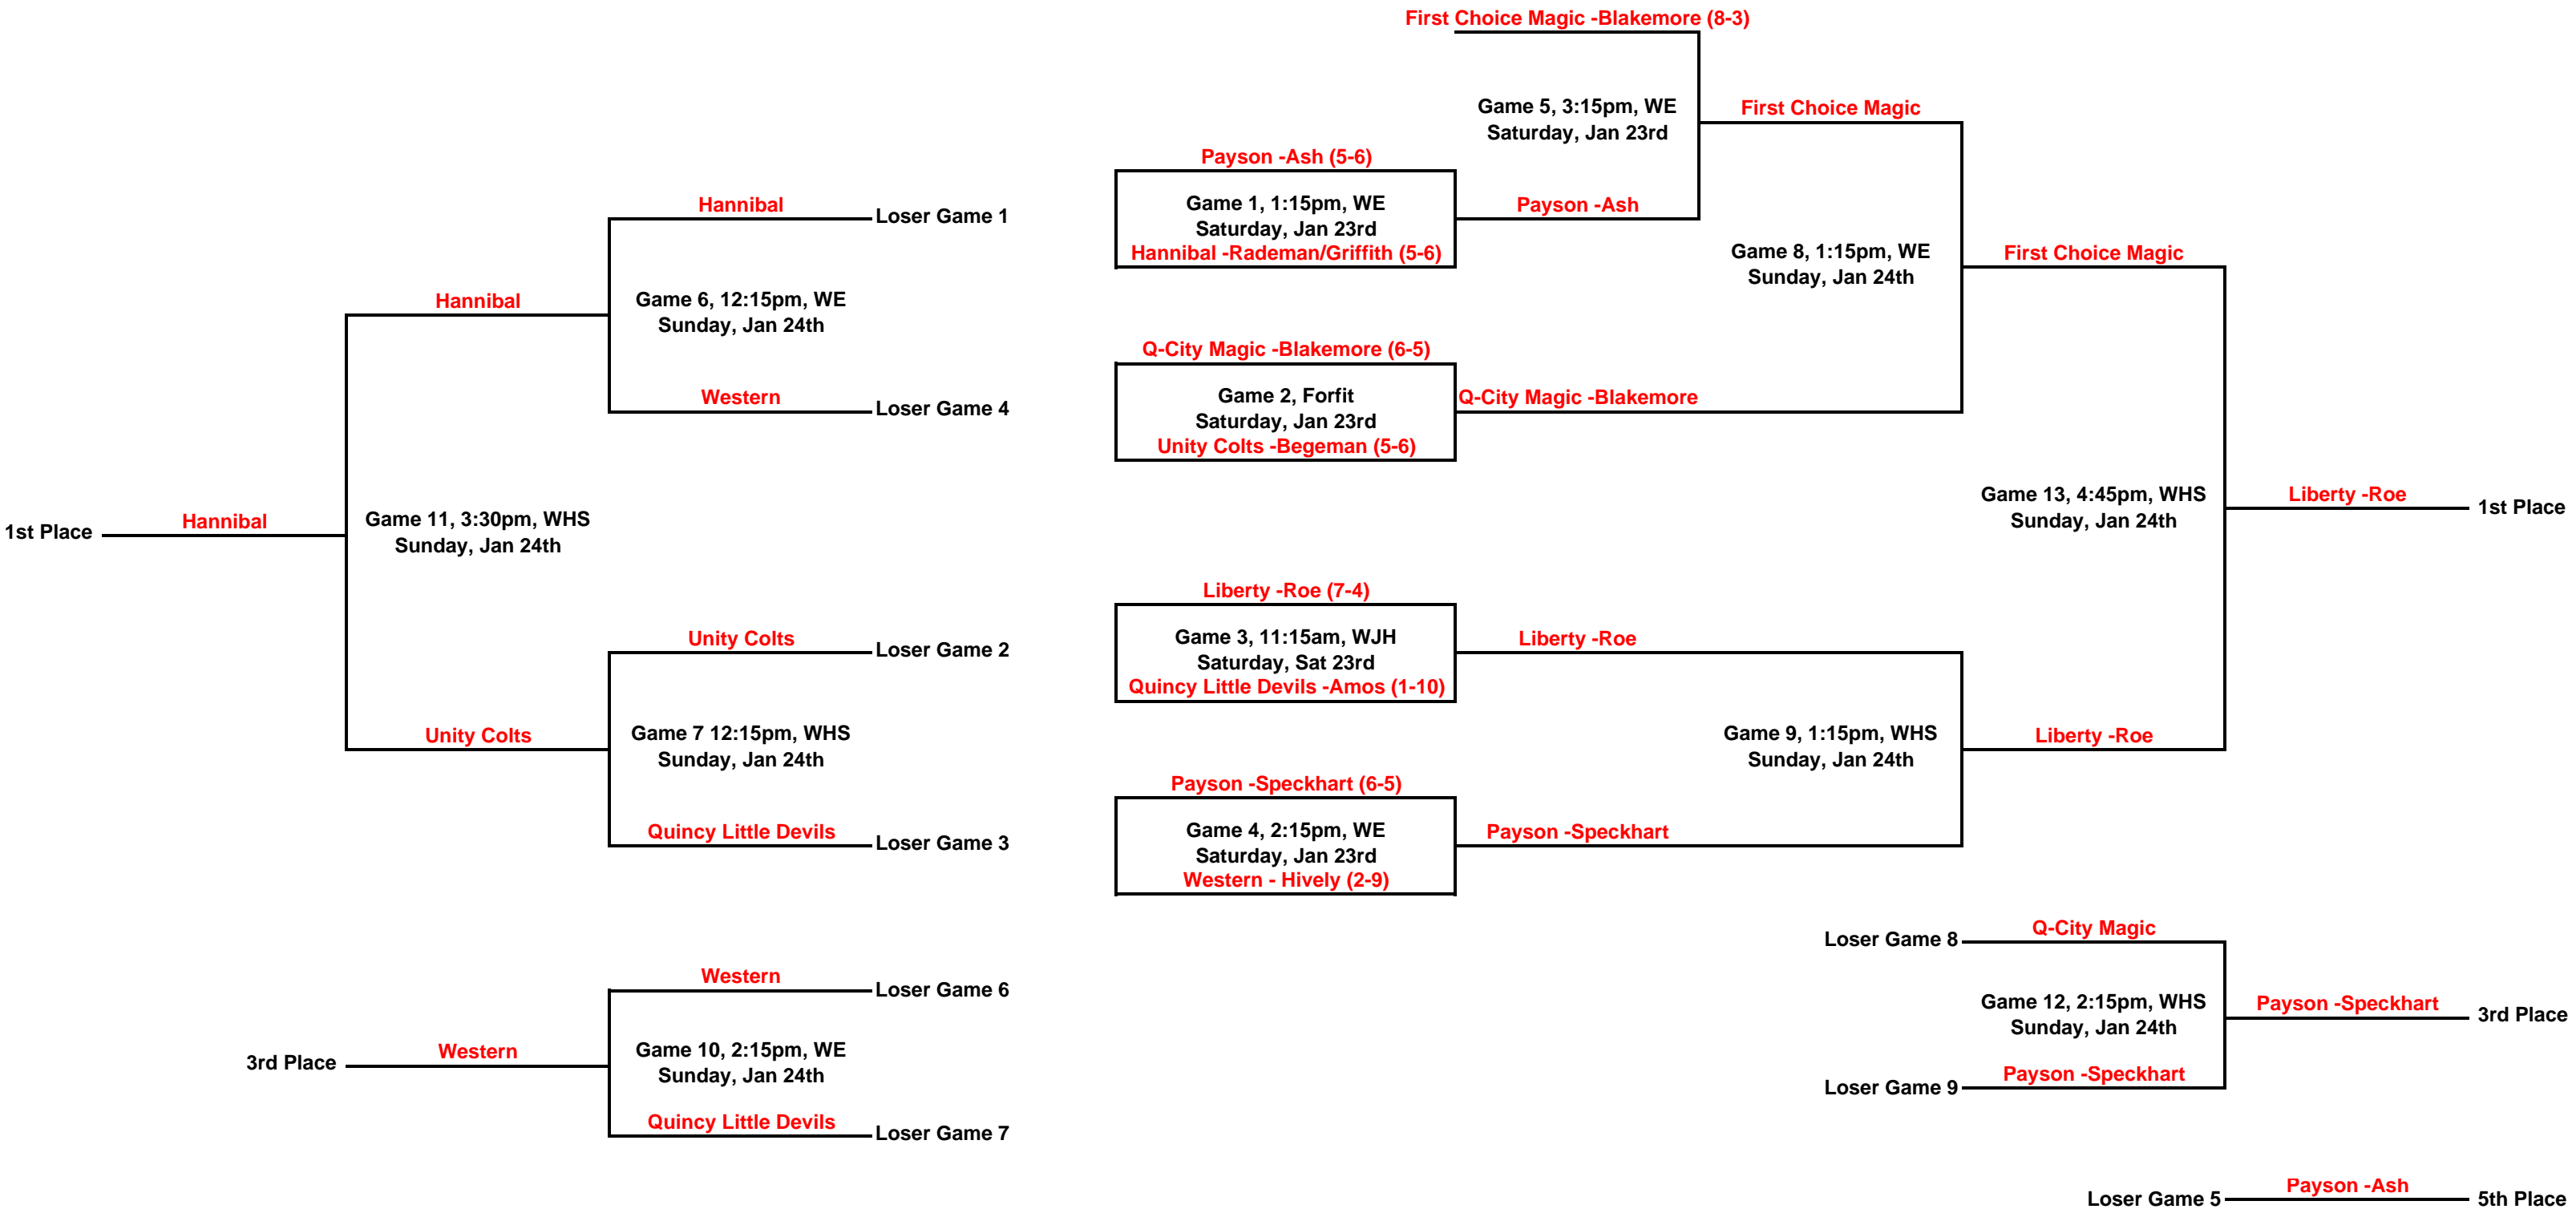 First Choice Magic -Blakemore (8-3)
Game 5, 3:15pm, WE
Saturday, Jan 23rd
First Choice Magic
Payson -Ash (5-6)
Game 1, 1:15pm, WE
Saturday, Jan 23rd
Hannibal -Rademan/Griffith (5-6)
Payson -Ash
Hannibal
Loser Game 1
Game 8, 1:15pm, WE
Sunday, Jan 24th
First Choice Magic
Hannibal
Game 6, 12:15pm, WE
Sunday, Jan 24th
Q-City Magic -Blakemore (6-5)
Game 2, Forfit
Saturday, Jan 23rd
Unity Colts -Begeman (5-6)
Q-City Magic -Blakemore
Western
Loser Game 4
1st Place
Hannibal
Game 11, 3:30pm, WHS
Sunday, Jan 24th
Game 13, 4:45pm, WHS
Sunday, Jan 24th
Liberty -Roe
1st Place
Liberty -Roe (7-4)
Game 3, 11:15am, WJH
Saturday, Sat 23rd
Quincy Little Devils -Amos (1-10)
Liberty -Roe
Unity Colts
Loser Game 2
Unity Colts
Game 7 12:15pm, WHS
Sunday, Jan 24th
Game 9, 1:15pm, WHS
Sunday, Jan 24th
Liberty -Roe
Payson -Speckhart (6-5)
Game 4, 2:15pm, WE
Saturday, Jan 23rd
Western - Hively (2-9)
Payson -Speckhart
Quincy Little Devils
Loser Game 3
Loser Game 8
Q-City Magic
Game 12, 2:15pm, WHS
Sunday, Jan 24th
Payson -Speckhart
3rd Place
Loser Game 9
Payson -Speckhart
Western
Loser Game 6
3rd Place
Western
Game 10, 2:15pm, WE
Sunday, Jan 24th
Quincy Little Devils
Loser Game 7
Loser Game 5
Payson -Ash
5th Place